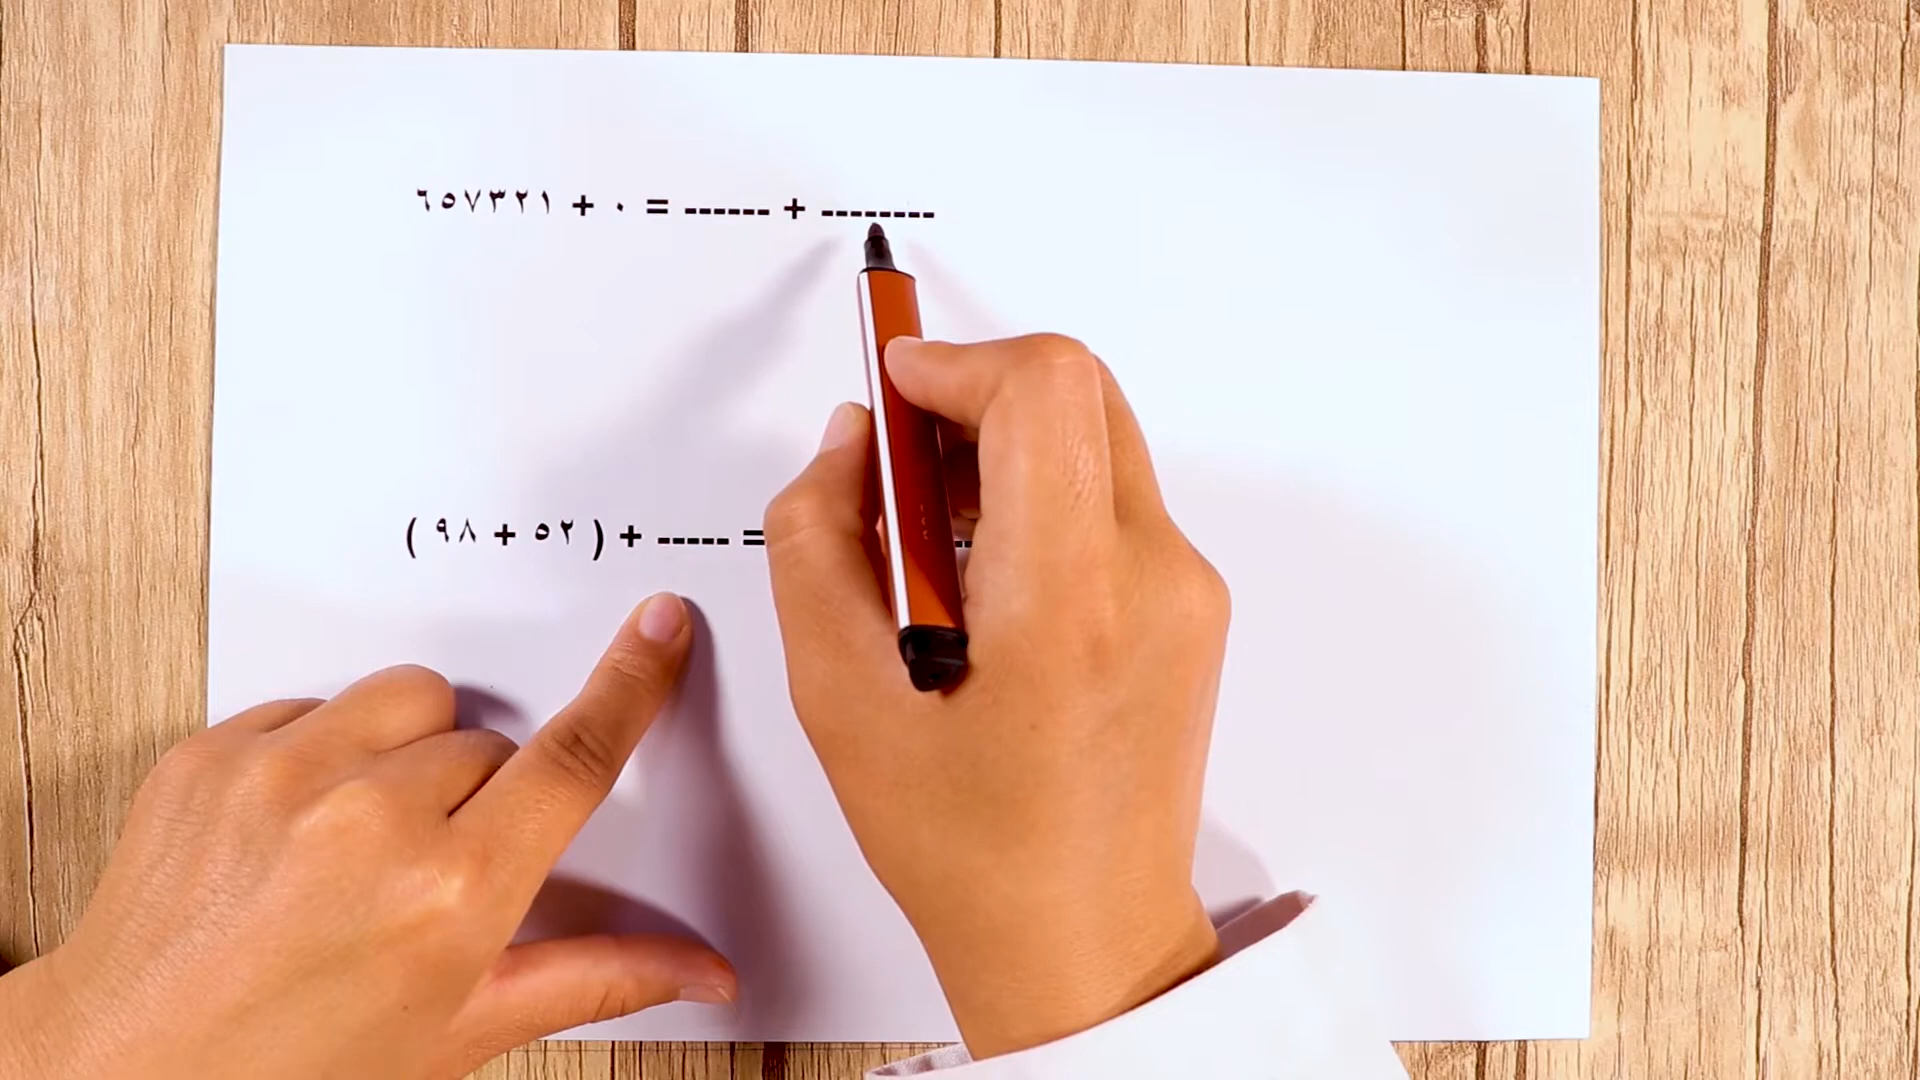 ٦٥٧٣٢١ + ٠ = ------ + --------
( ٩٨ + ٥٢ ) + ----- =